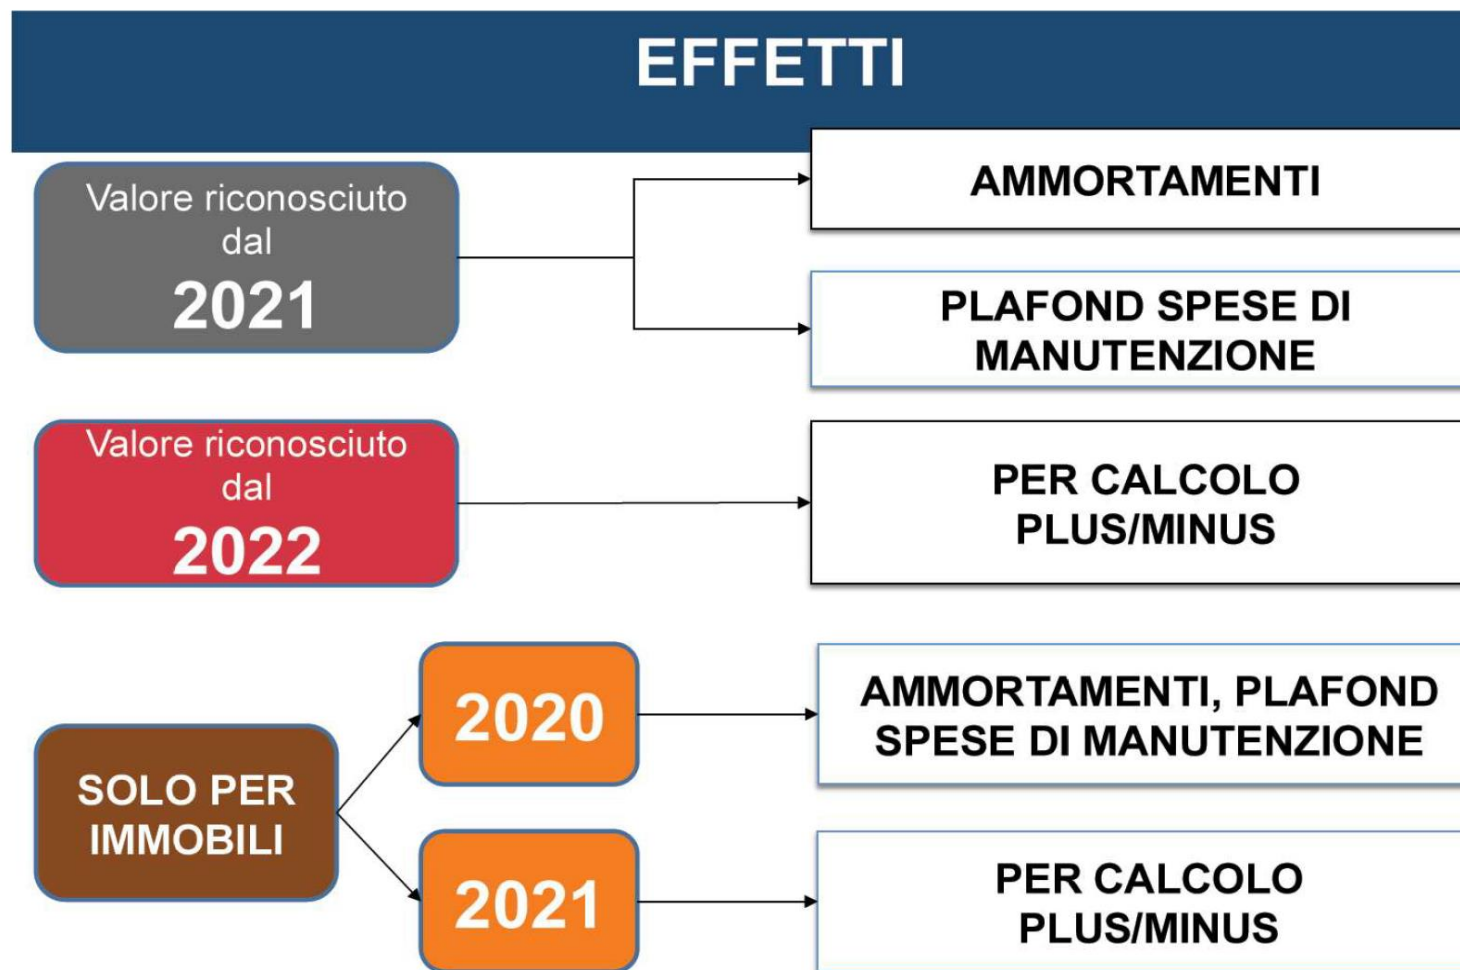 EFFETTI
Valore riconosciuto
dal
2021
AMMORTAMENTI
PLAFOND SPESE DI
MANUTENZIONE
Valore riconosciuto
dal
2022
PER CALCOLO
PLUS/MINUS
SOLO PER
IMMOBILI
2020
AMMORTAMENTI, PLAFOND
SPESE DI MANUTENZIONE
2021
PER CALCOLO
PLUS/MINUS